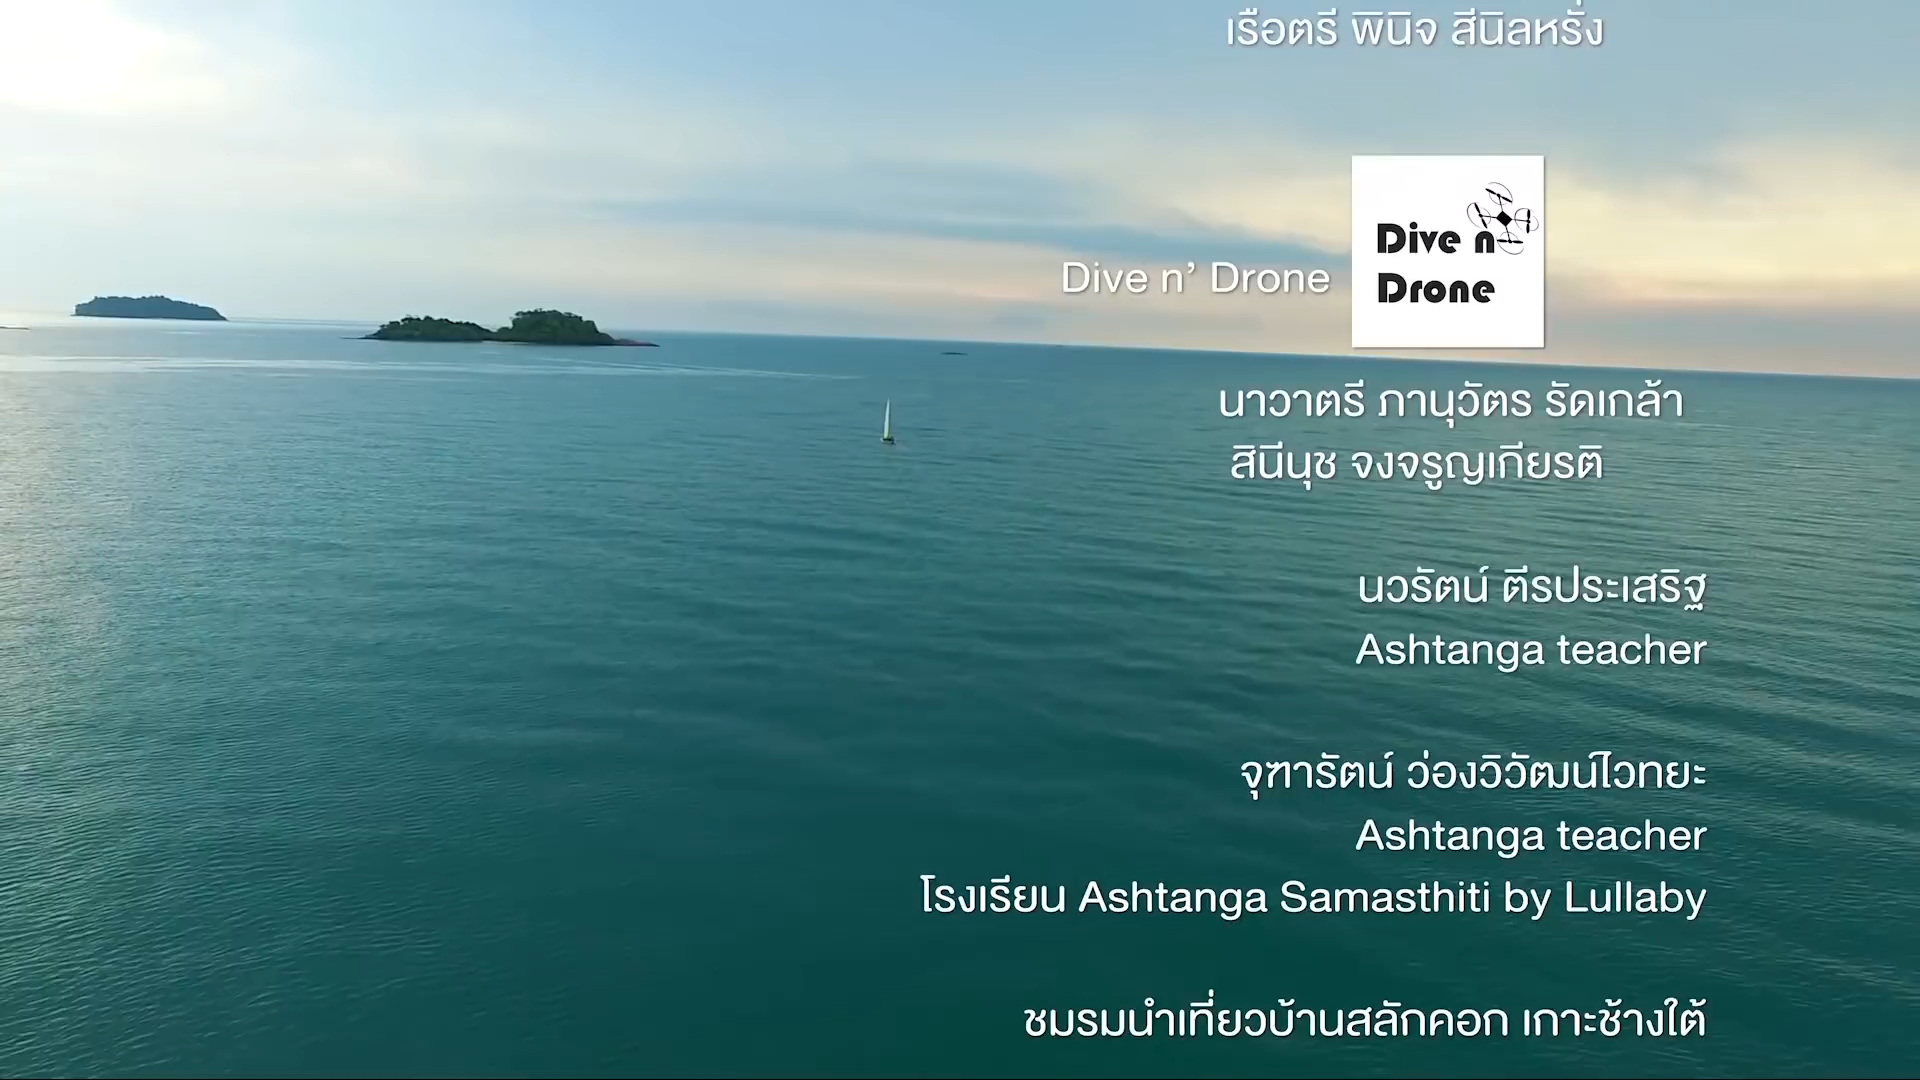 เรือตรี พินิจ สีนิลหรั่ง
Dive n’ Drone
Dive n
Drone
นาวาตรี ภานุวัตร รัดเกล้า
สินีนุช จงจรูญเกียรติ
นวรัตน์ ตีรประเสริฐ
Ashtanga teacher
จุฑารัตน์ ว่องวิวัฒน์ไวทยะ
Ashtanga teacher
โรงเรียน Ashtanga Samasthiti by Lullaby
ชมรมนำเที่ยวบ้านสลักคอก เกาะช้างใต้